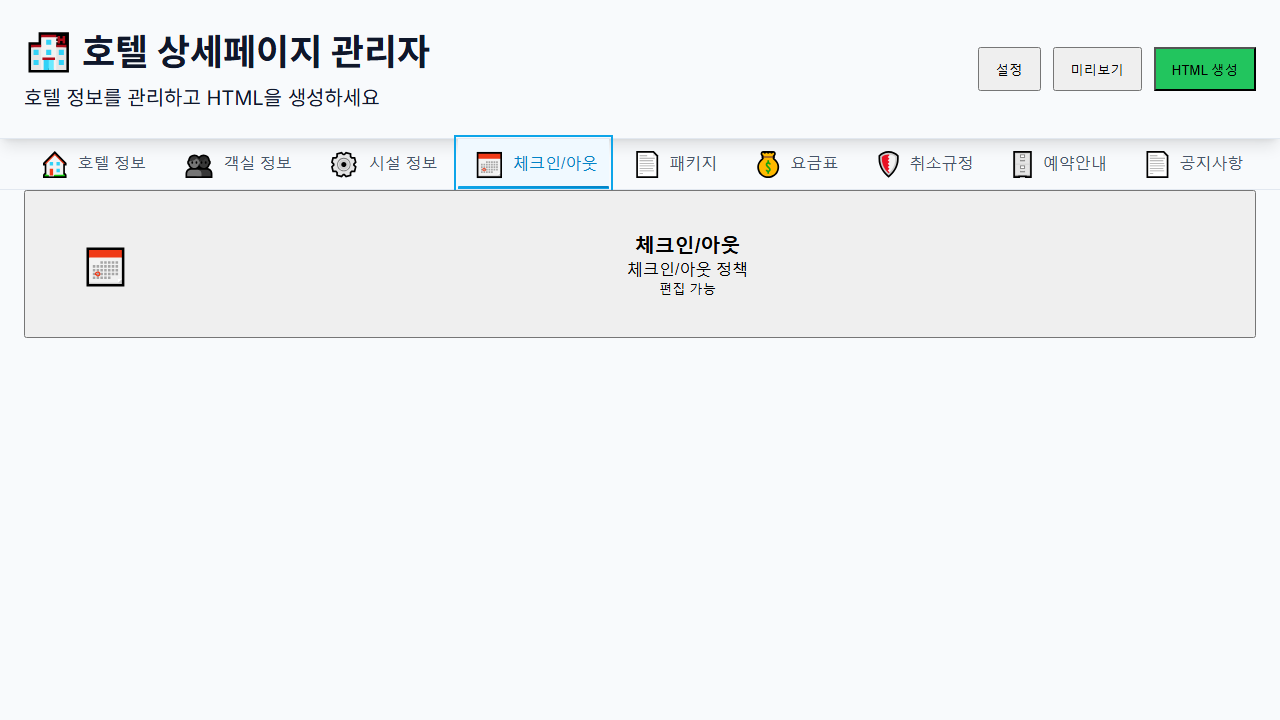 호텔 상세페이지 관리자
호텔 정보를 관리하고 HTML을 생성하세요
설정
미리보기
HTML 생성
호텔 정보
객실 정보
시설 정보
체크인/아웃
패키지
요금표
취소규정
예약안내
공지사항
체크인/아웃
체크인/아웃 정책
편집 가능